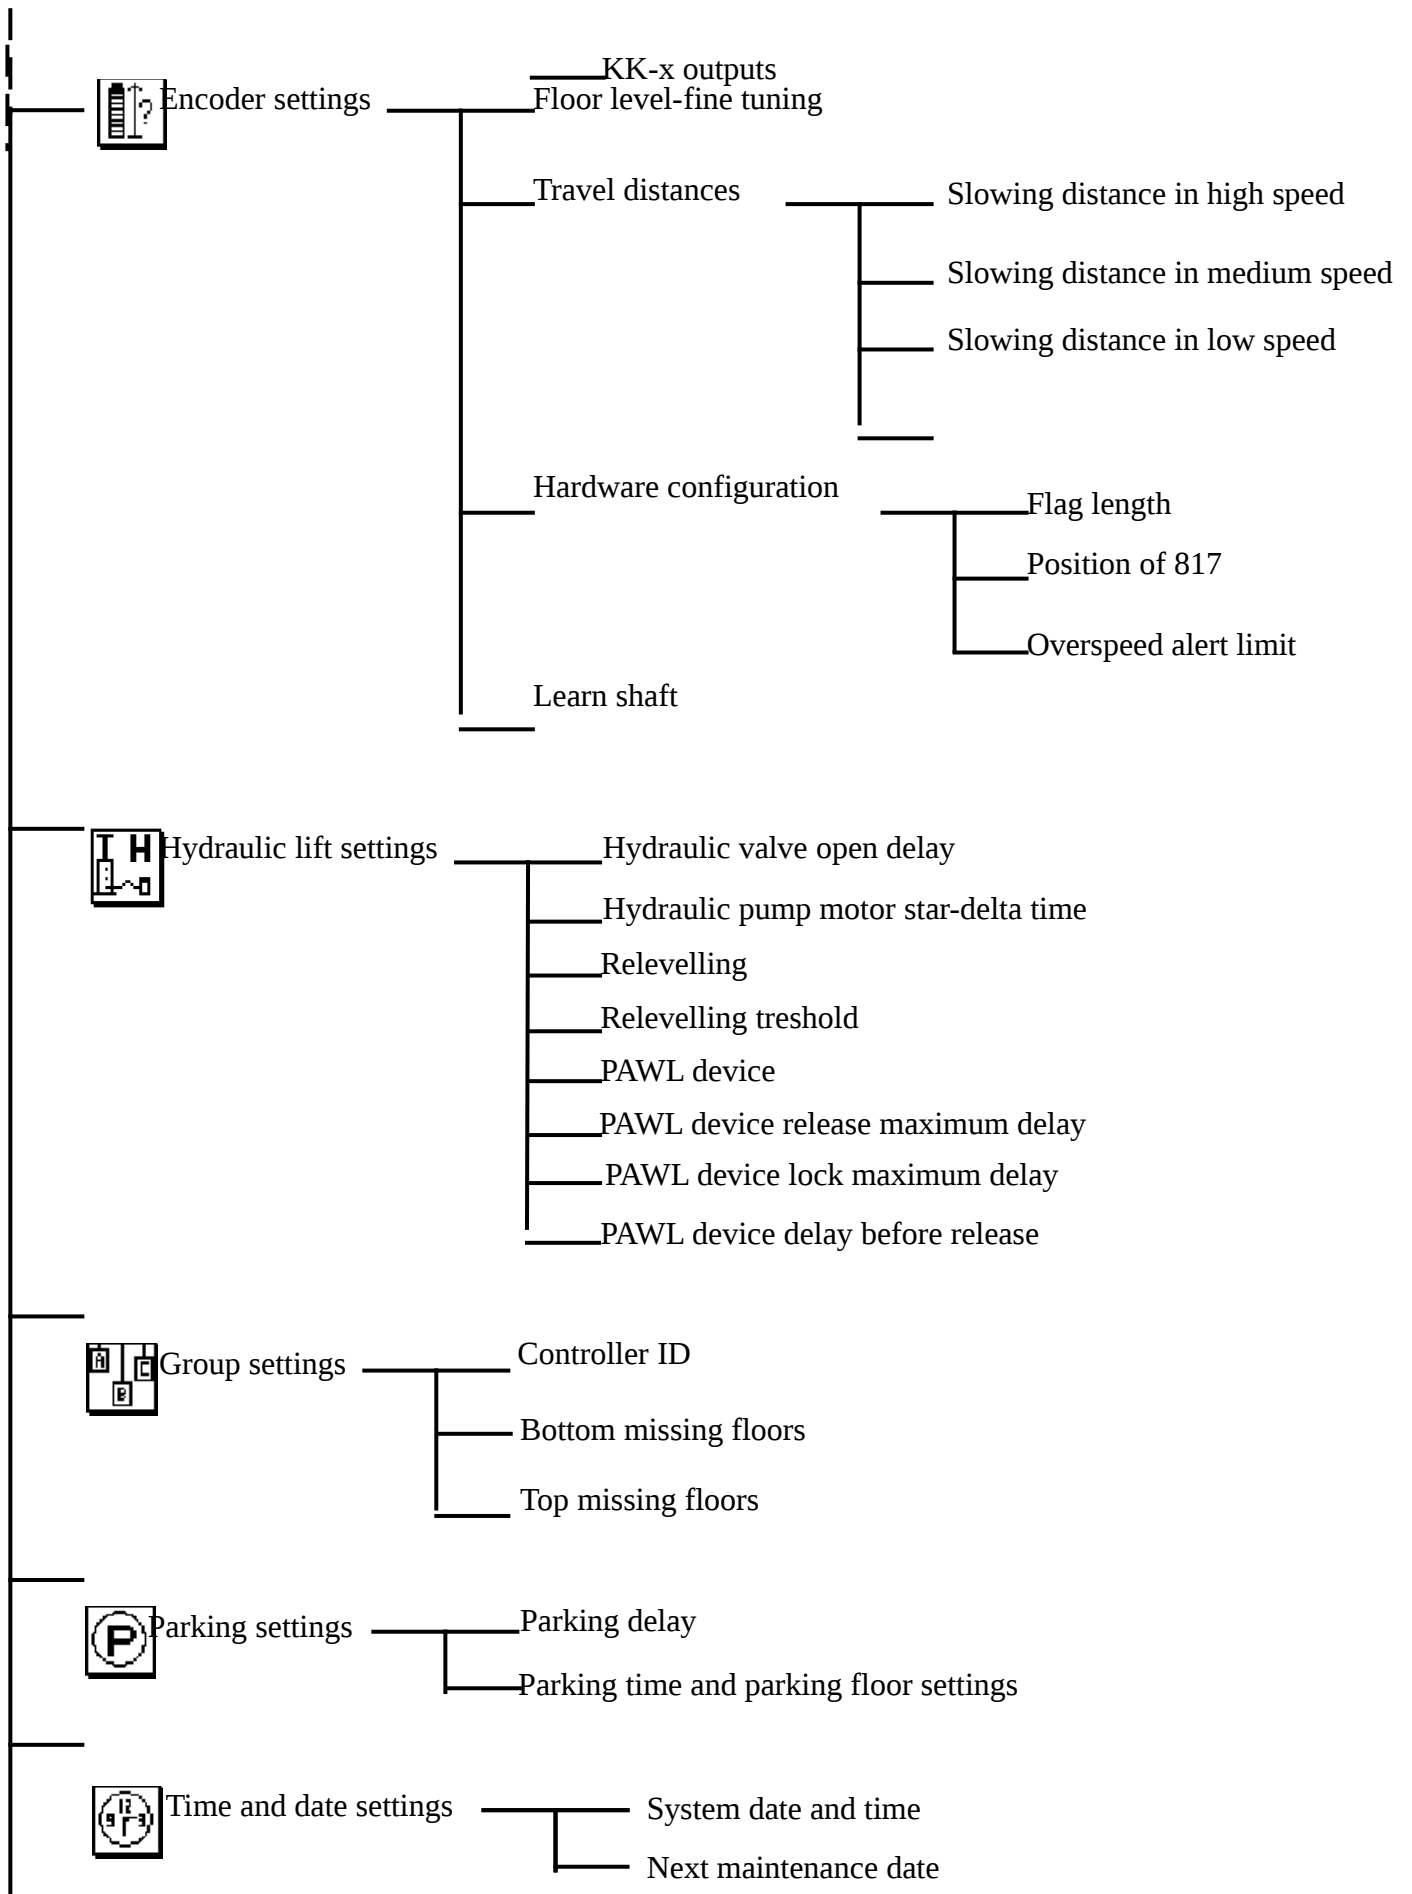 KK-x outputs
Encoder settings
Floor level-fine tuning
Travel distances
Slowing distance in high speed
Slowing distance in medium speed
Slowing distance in low speed
Hardware configuration
Flag length
Position of 817
Overspeed alert limit
Learn shaft
I H
Hydraulic lift settings
Hydraulic valve open delay
Hydraulic pump motor star-delta time
Relevelling
Relevelling treshold
PAWL device
PAWL device release maximum delay
PAWL device lock maximum delay
PAWL device delay before release
A
B
C
Group settings
Controller ID
Bottom missing floors
Top missing floors
P
Parking settings
Parking delay
Parking time and parking floor settings
12
9 3
Time and date settings
System date and time
Next maintenance date